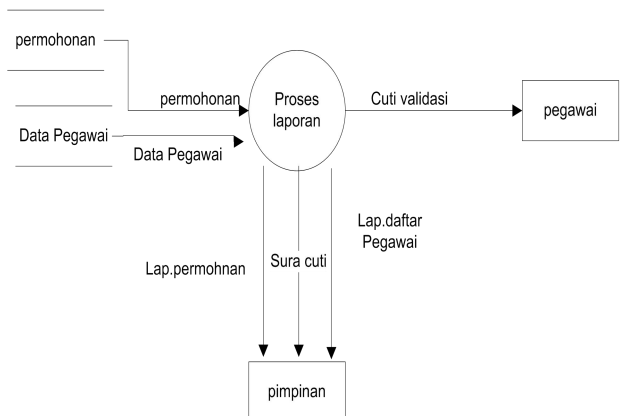 permohonan
permohonan
Proses
laporan
Cuti validasi
pegawai
Data Pegawai
Data Pegawai
Lap.daftar
Pegawai
Lap.permohnan
Sura cuti
pimpinan